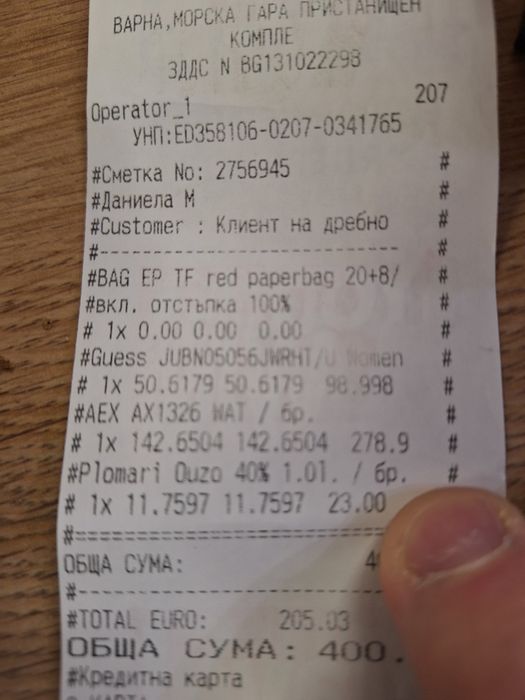 ВАРНА,МОРСКА ГАРА ПРИСТАНИЩЕН
КОМПЛЕ
ЗДДС N BG131022298
Operator_1 207
УНП:ED358106-0207-0341765
#Сметка No: 2756945 #
#Даниела М #
#Customer : Клиент на дребно #
#------------------------------ #
#BAG EP TF red paperbag 20+8/ #
#вкл. отстъпка 100% #
# 1x 0.00 0.00 0.00 #
#Guess JUBN05056JWRHT/U Women #
# 1x 50.6179 50.6179 98.998 #
#AEX AX1326 WAT / бр. #
# 1x 142.6504 142.6504 278.9 #
#Plomari Ouzo 40% 1.0l. / бр. #
# 1x 11.7597 11.7597 23.00
#==============================
ОБЩА СУМА: 4
#------------------------------
#TOTAL EURO: 205.03
ОБЩА СУМА: 400.
#Кредитна карта